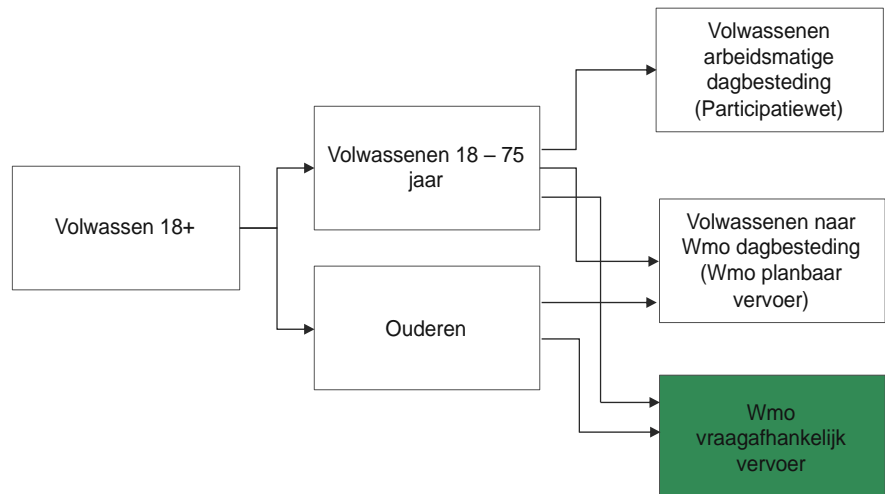 Volwassen 18+
Volwassenen 18 – 75
jaar
Ouderen
Volwassenen
arbeidsmatige
dagbesteding
(Participatiewet)
Volwassenen naar
Wmo dagbesteding
(Wmo planbaar
vervoer)
Wmo
vraagafhankelijk
vervoer